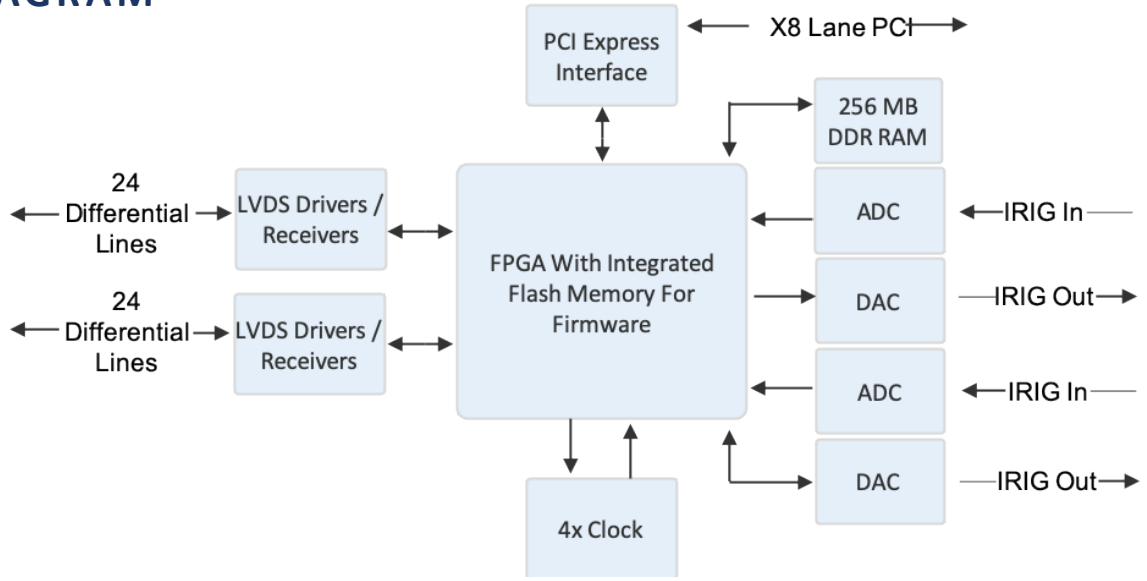 PCI Express
Interface
X8 Lane PCI
256 MB
DDR RAM
24
Differential
Lines
LVDS Drivers /
Receivers
ADC
IRIG In
FPGA With Integrated
Flash Memory For
Firmware
DAC
IRIG Out
24
Differential
Lines
LVDS Drivers /
Receivers
ADC
IRIG In
DAC
IRIG Out
4x Clock